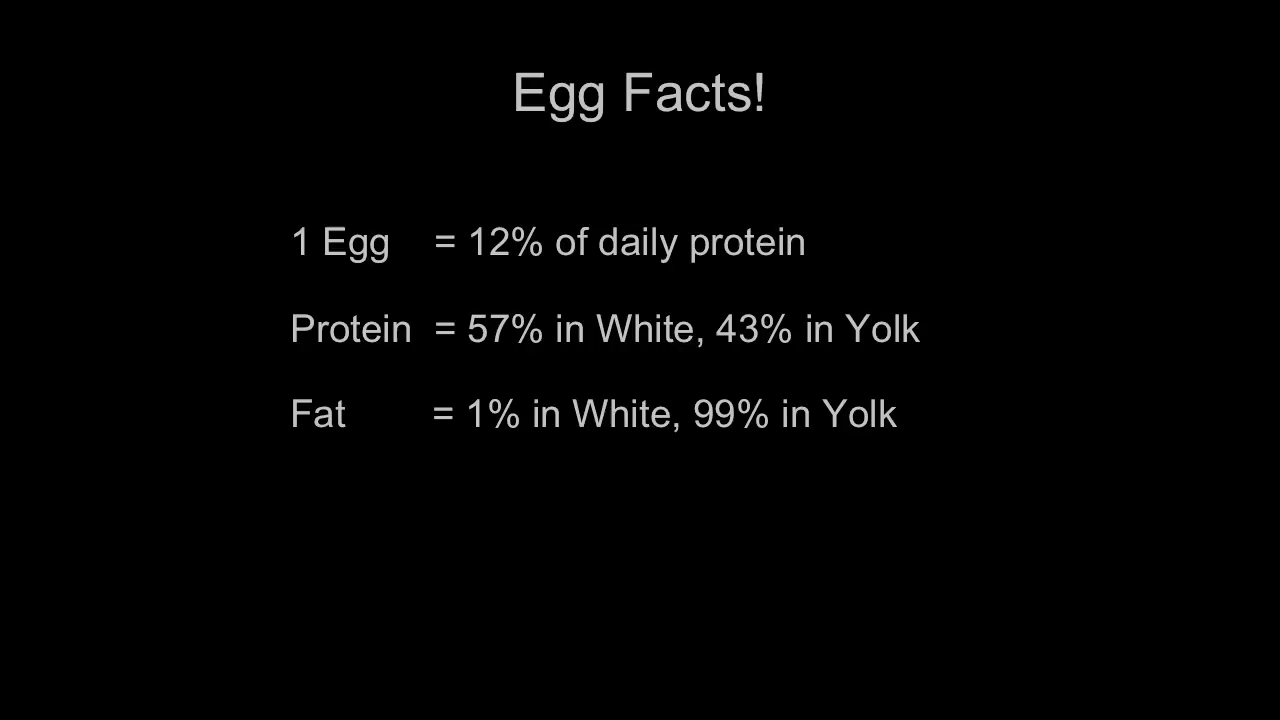 Egg Facts!
1 Egg = 12% of daily protein
Protein = 57% in White, 43% in Yolk
Fat = 1% in White, 99% in Yolk